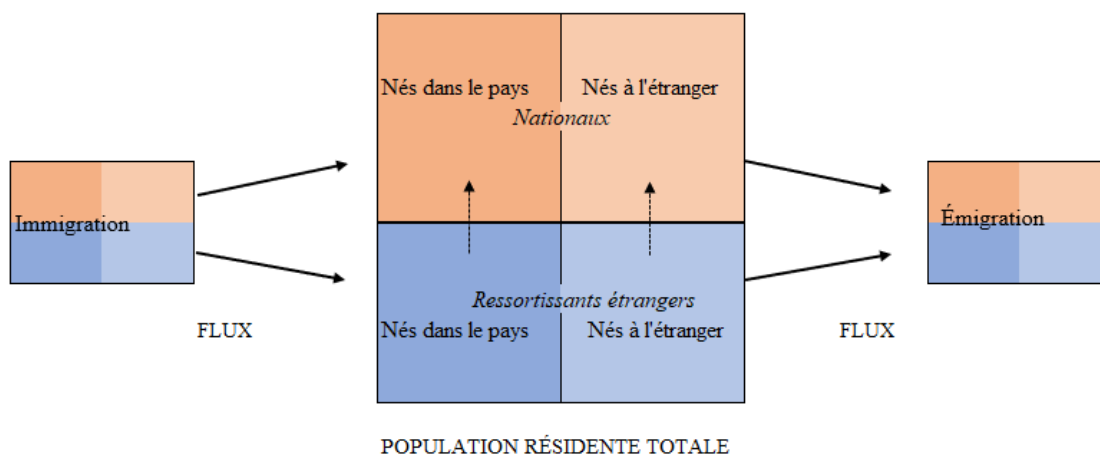 Nés dans le pays
Nés à l'étranger
Nationaux
Immigration
Émigration
Ressortissants étrangers
Nés dans le pays
Nés à l'étranger
FLUX
FLUX
POPULATION RÉSIDENTE TOTALE